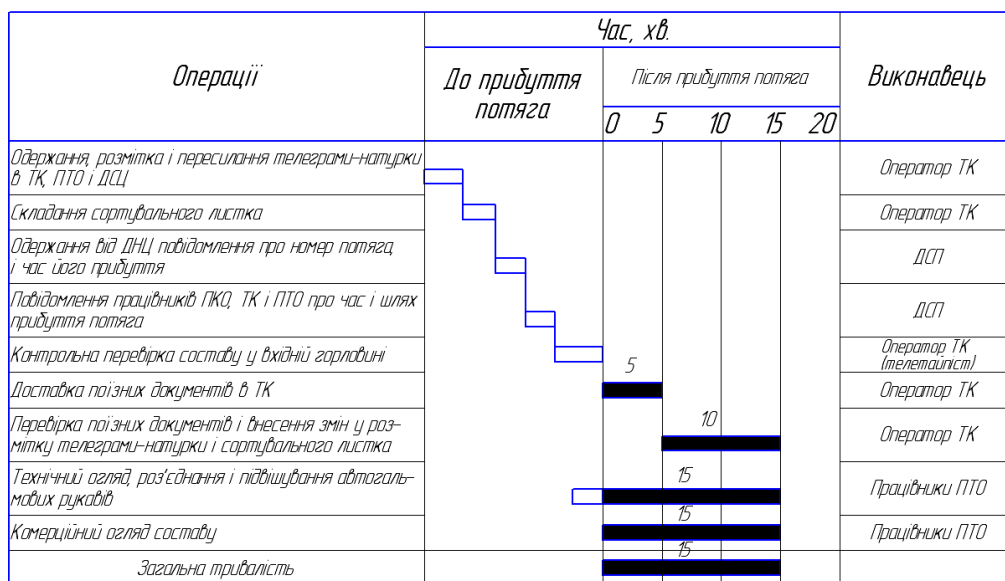 Операції
Час, хв.
До прибуття
потяга
Після прибуття потяга
0 5 10 15 20
Виконавець
Одержання, розмітка і пересилання телеграми-натурки
в ТК, ПТО і ДСЦ
Оператор ТК
Складання сортувального листка
Оператор ТК
Одержання від ДНЦ повідомлення про номер потяга,
і час його прибуття
ДСП
Повідомлення працівників ПКО, ТК і ПТО про час і шлях
прибуття потяга
ДСП
Контрольна перевірка составу у вхідній горловині
Оператор ТК
(телетайпіст)
5
Доставка поїзних документів в ТК
Оператор ТК
Перевірка поїзних документів і внесення змін у роз-
мітку телеграми-натурки і сортувального листка
10
Оператор ТК
Технічний огляд, роз'єднання і підвішування автогаль-
мових рукавів
15
Працівники ПТО
Комерційний огляд составу
15
Працівники ПТО
Загальна тривалість
15